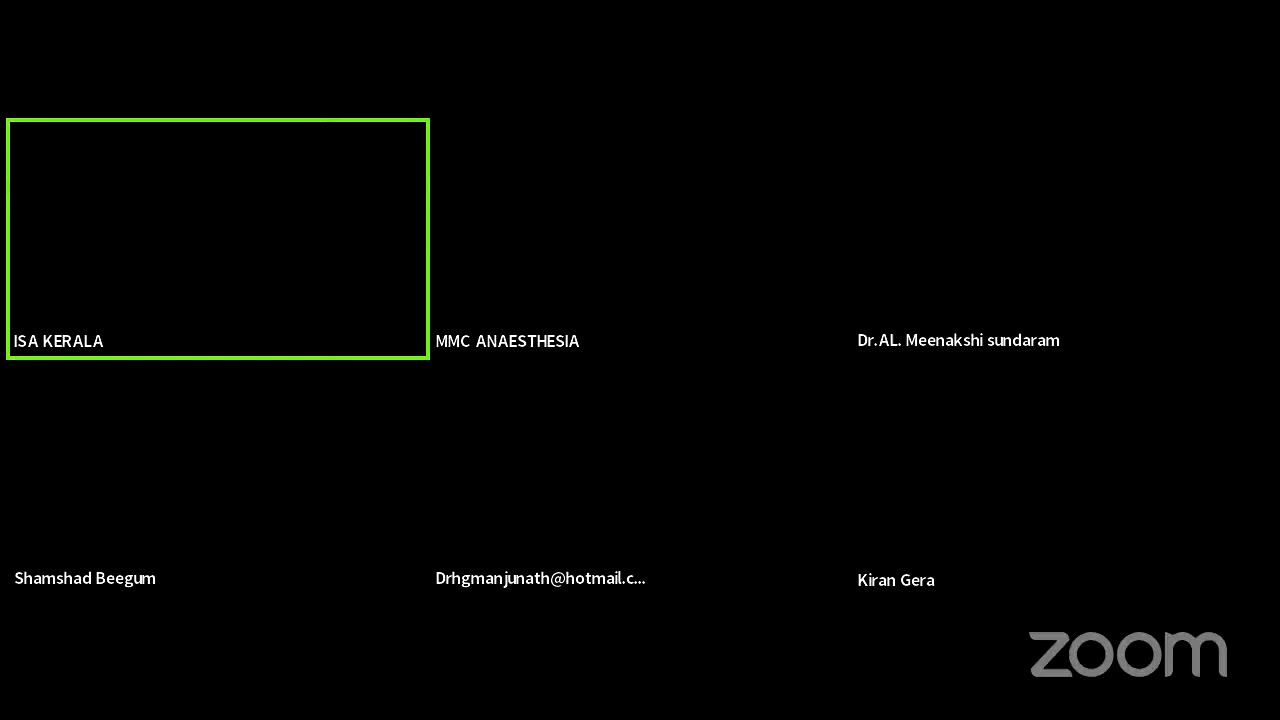 ISA KERALA
MMC ANAESTHESIA
Dr.AL. Meenakshi sundaram
Shamshad Beegum
Drhgmanjunath@hotmail.c...
Kiran Gera
zoom